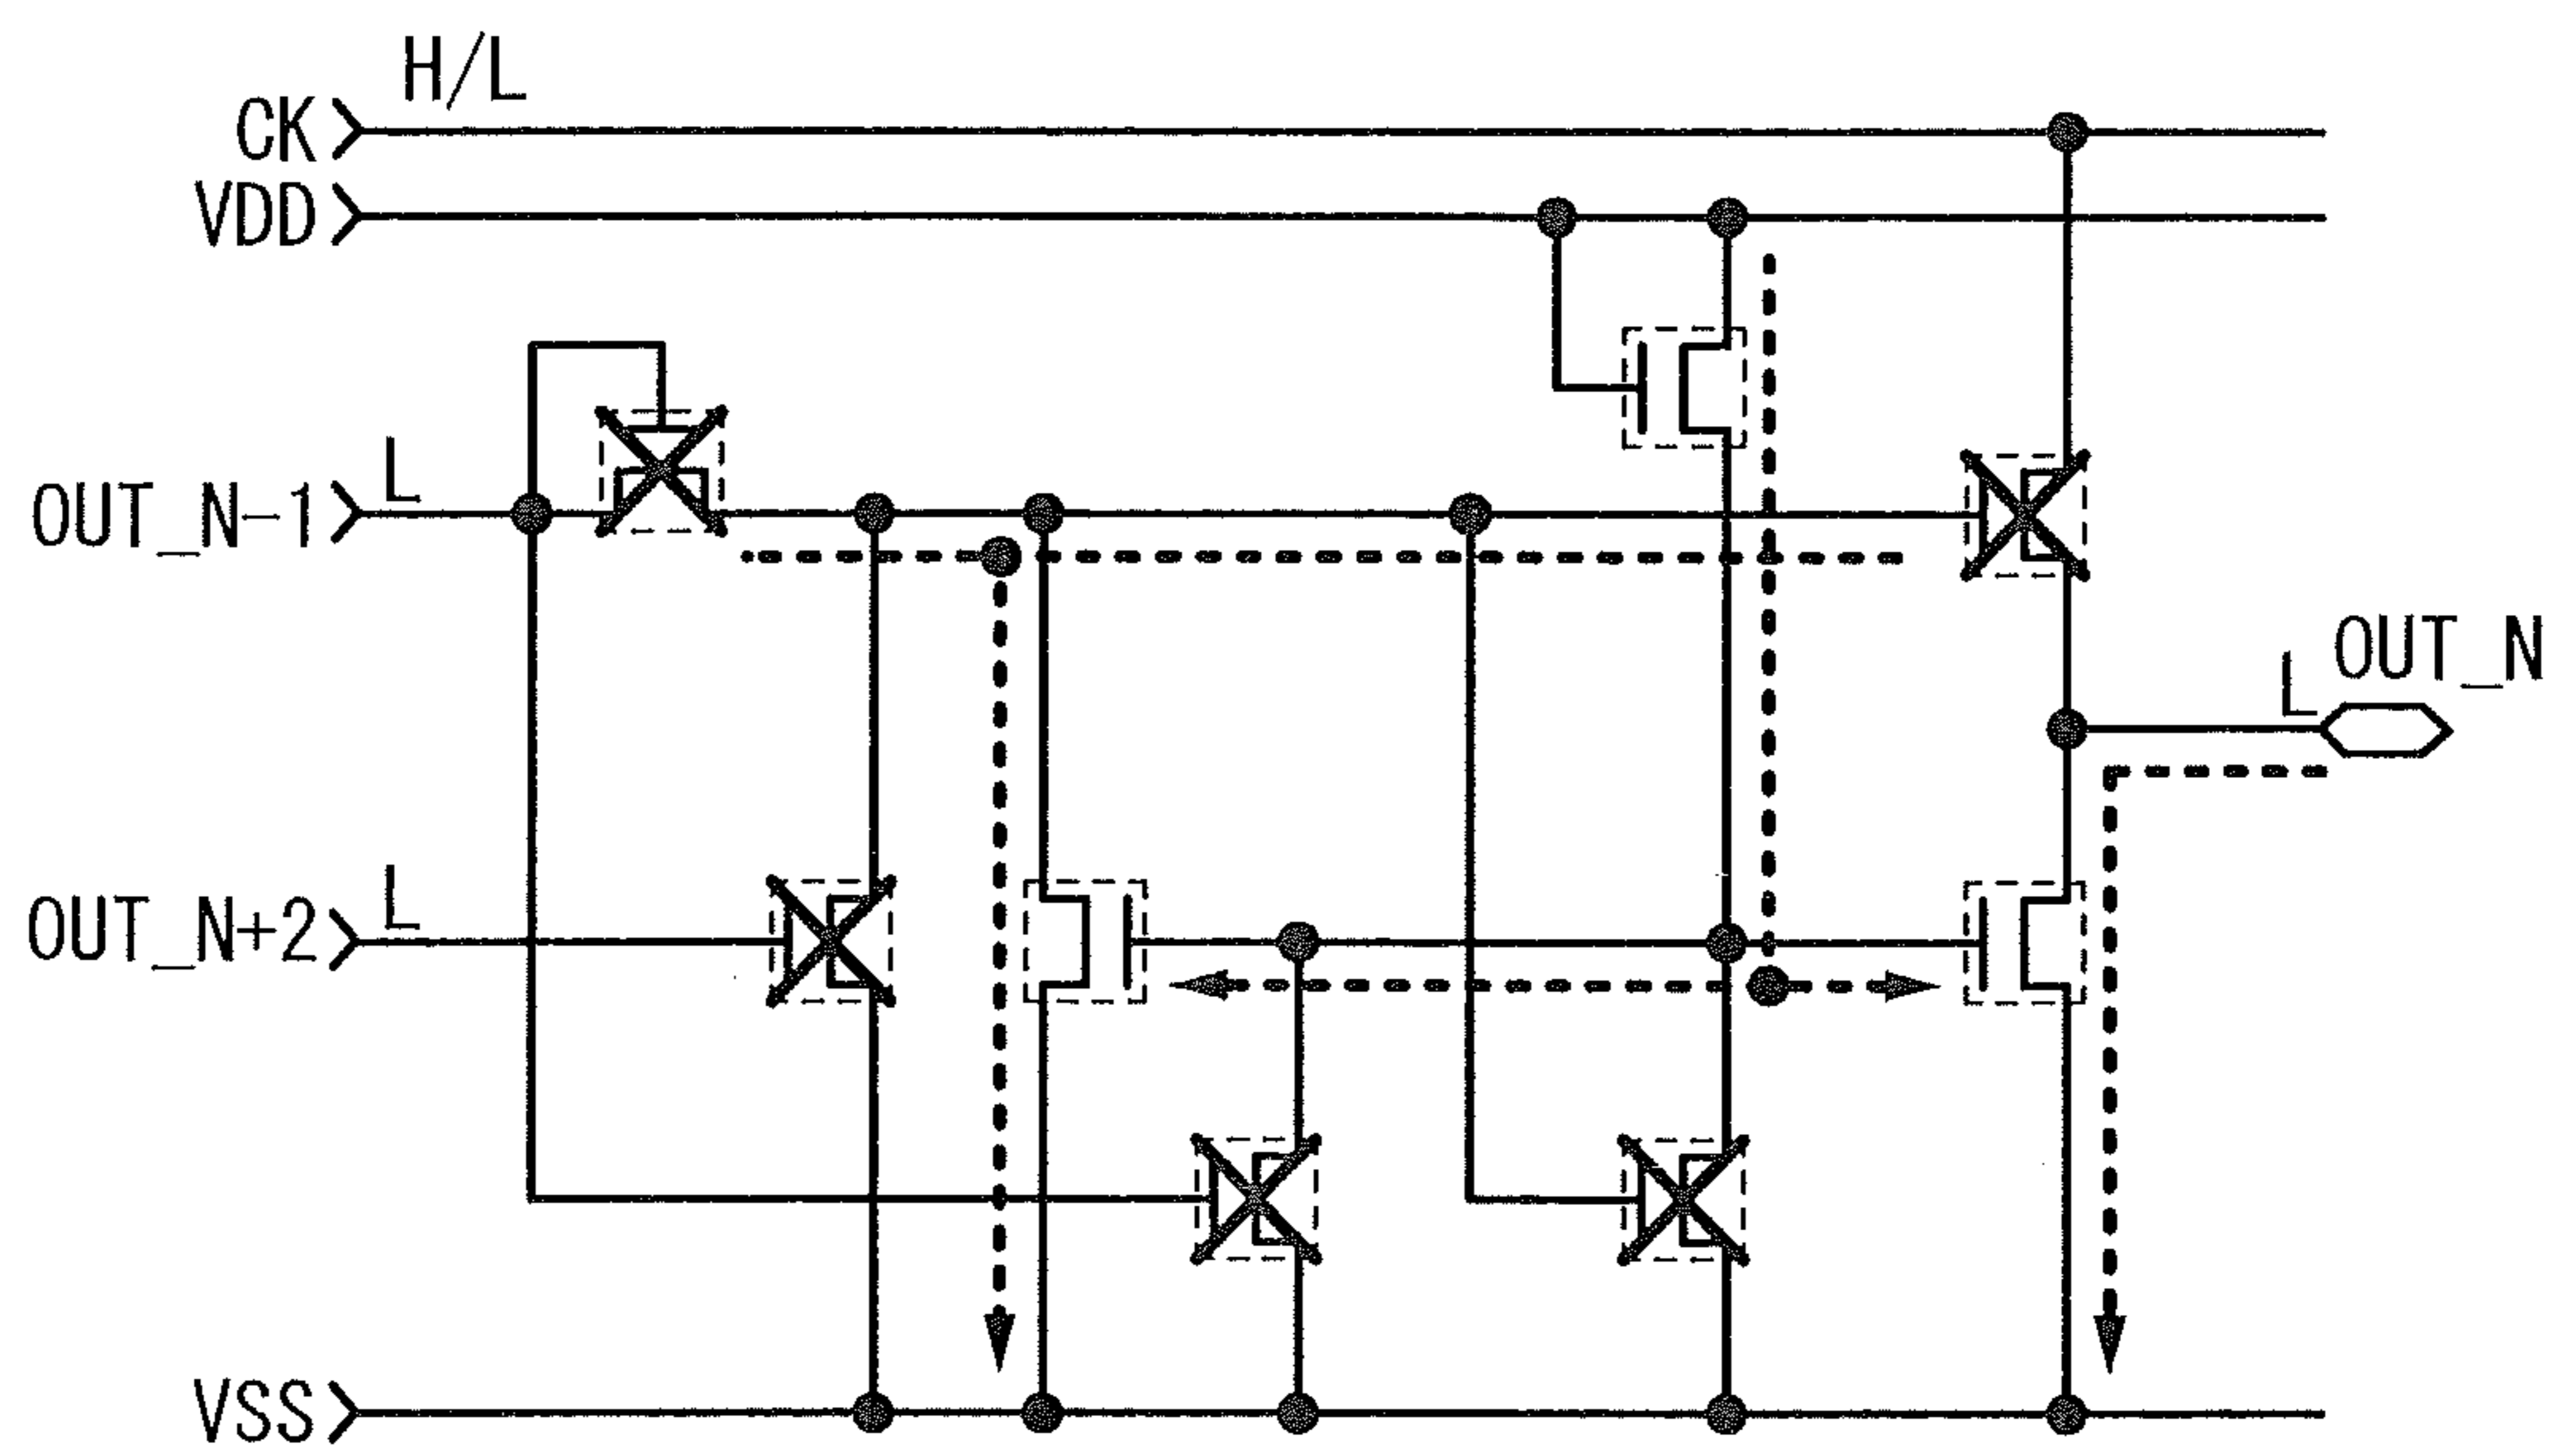 H/L
CK
VDD
L
OUT_N-1
L
OUT_N
L
OUT_N+2
VSS